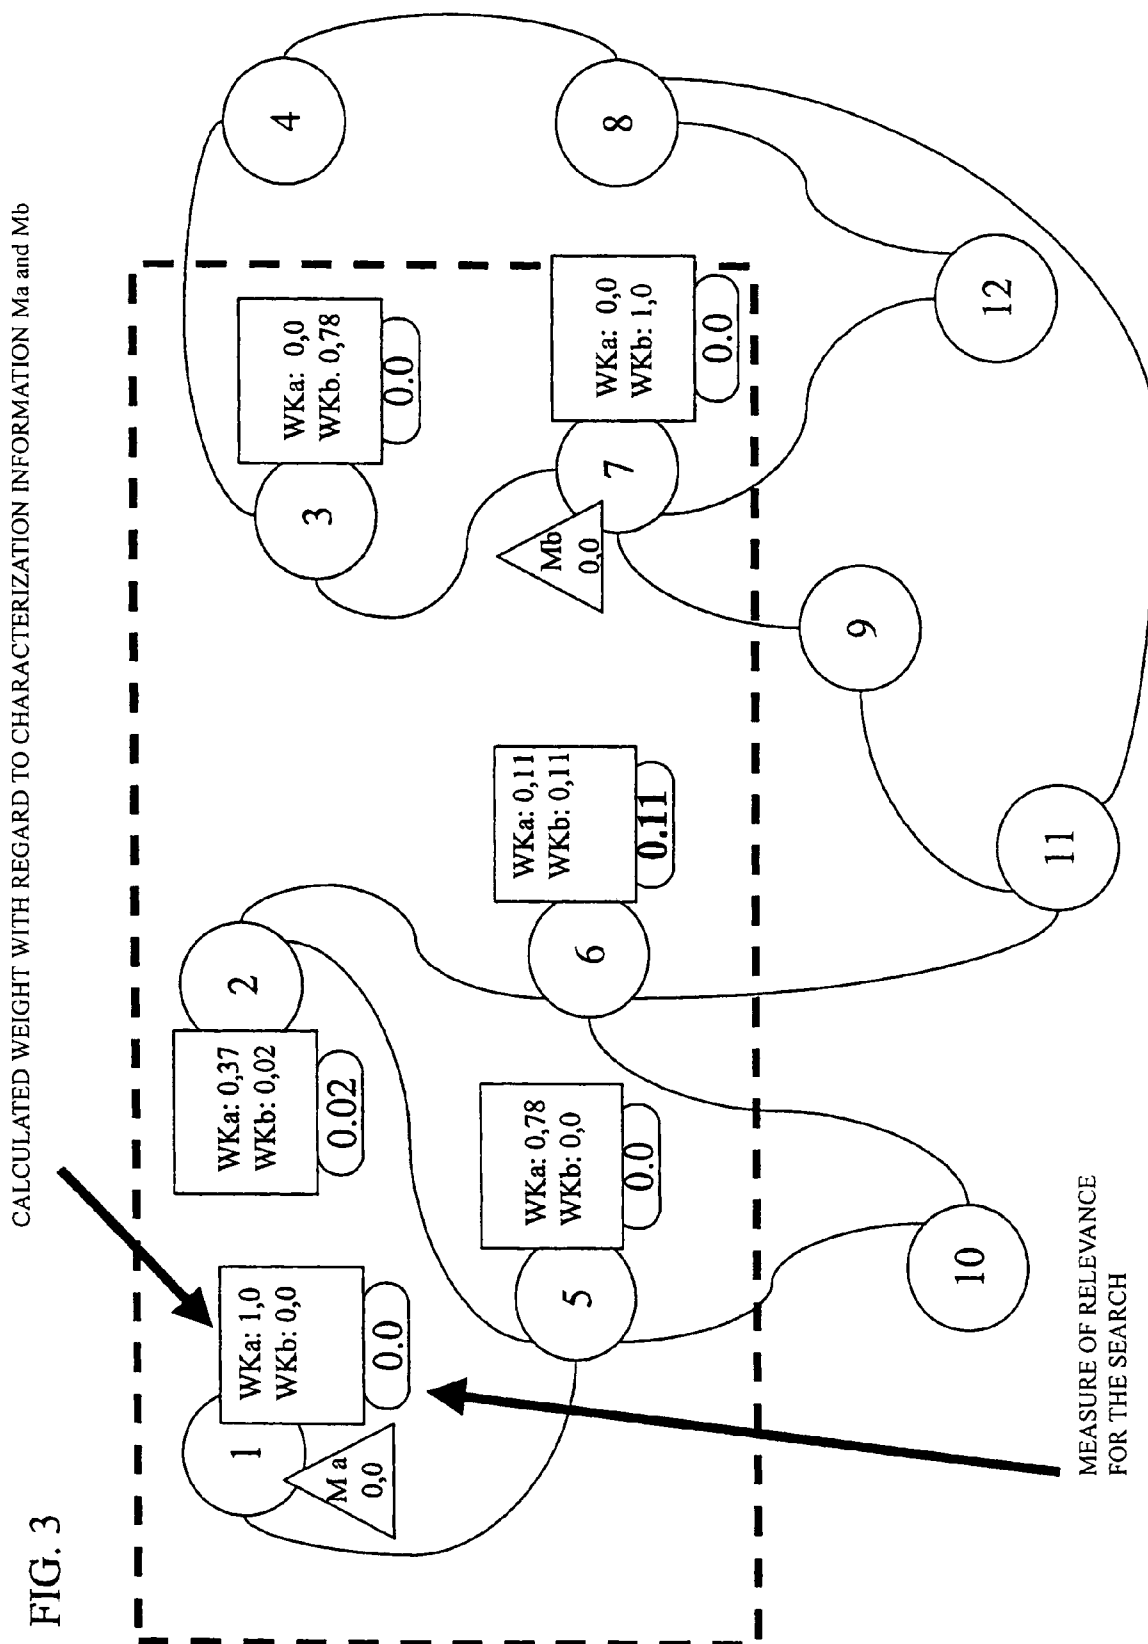 FIG. 3
CALCULATED WEIGHT WITH REGARD TO CHARACTERIZATION INFORMATION Ma and Mb
1
M a
0,0
WKa: 1,0
WKb: 0,0
0.0
2
WKa: 0,37
WKb: 0,02
0.02
3
WKa: 0,0
WKb. 0,78
0.0
4
5
WKa: 0,78
WKb: 0,0
0.0
6
WKa: 0,11
WKb: 0,11
0.11
7
Mb
0,0
WKa: 0,0
WKb: 1,0
0.0
8
10
9
11
12
MEASURE OF RELEVANCE
FOR THE SEARCH